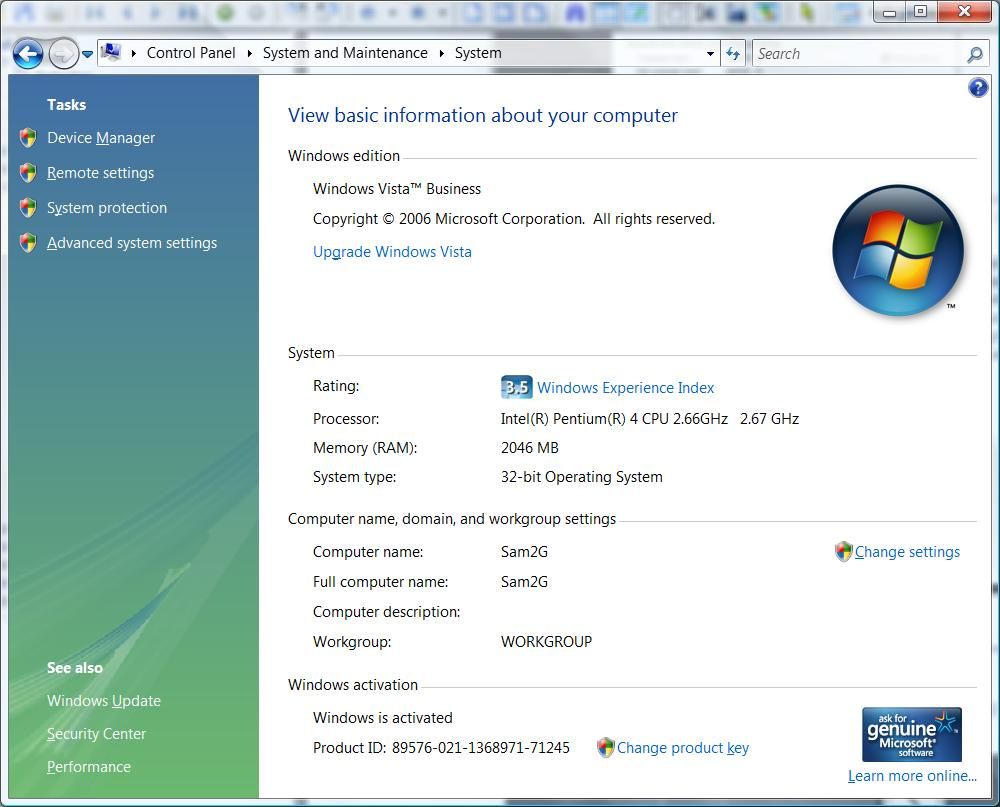 Control Panel System and Maintenance System
Search
Tasks
Device Manager
Remote settings
System protection
Advanced system settings
View basic information about your computer
Windows edition
Windows Vista™ Business
Copyright © 2006 Microsoft Corporation. All rights reserved.
Upgrade Windows Vista
TM
System
Rating: 3.5 Windows Experience Index
Processor: Intel(R) Pentium(R) 4 CPU 2.66GHz 2.67 GHz
Memory (RAM): 2046 MB
System type: 32-bit Operating System
Computer name, domain, and workgroup settings
Computer name: Sam2G Change settings
Full computer name: Sam2G
Computer description:
Workgroup: WORKGROUP
See also
Windows Update
Security Center
Performance
Windows activation
Windows is activated
Product ID: 89576-021-1368971-71245 Change product key
ask for
genuine™
Microsoft®
software
Learn more online...